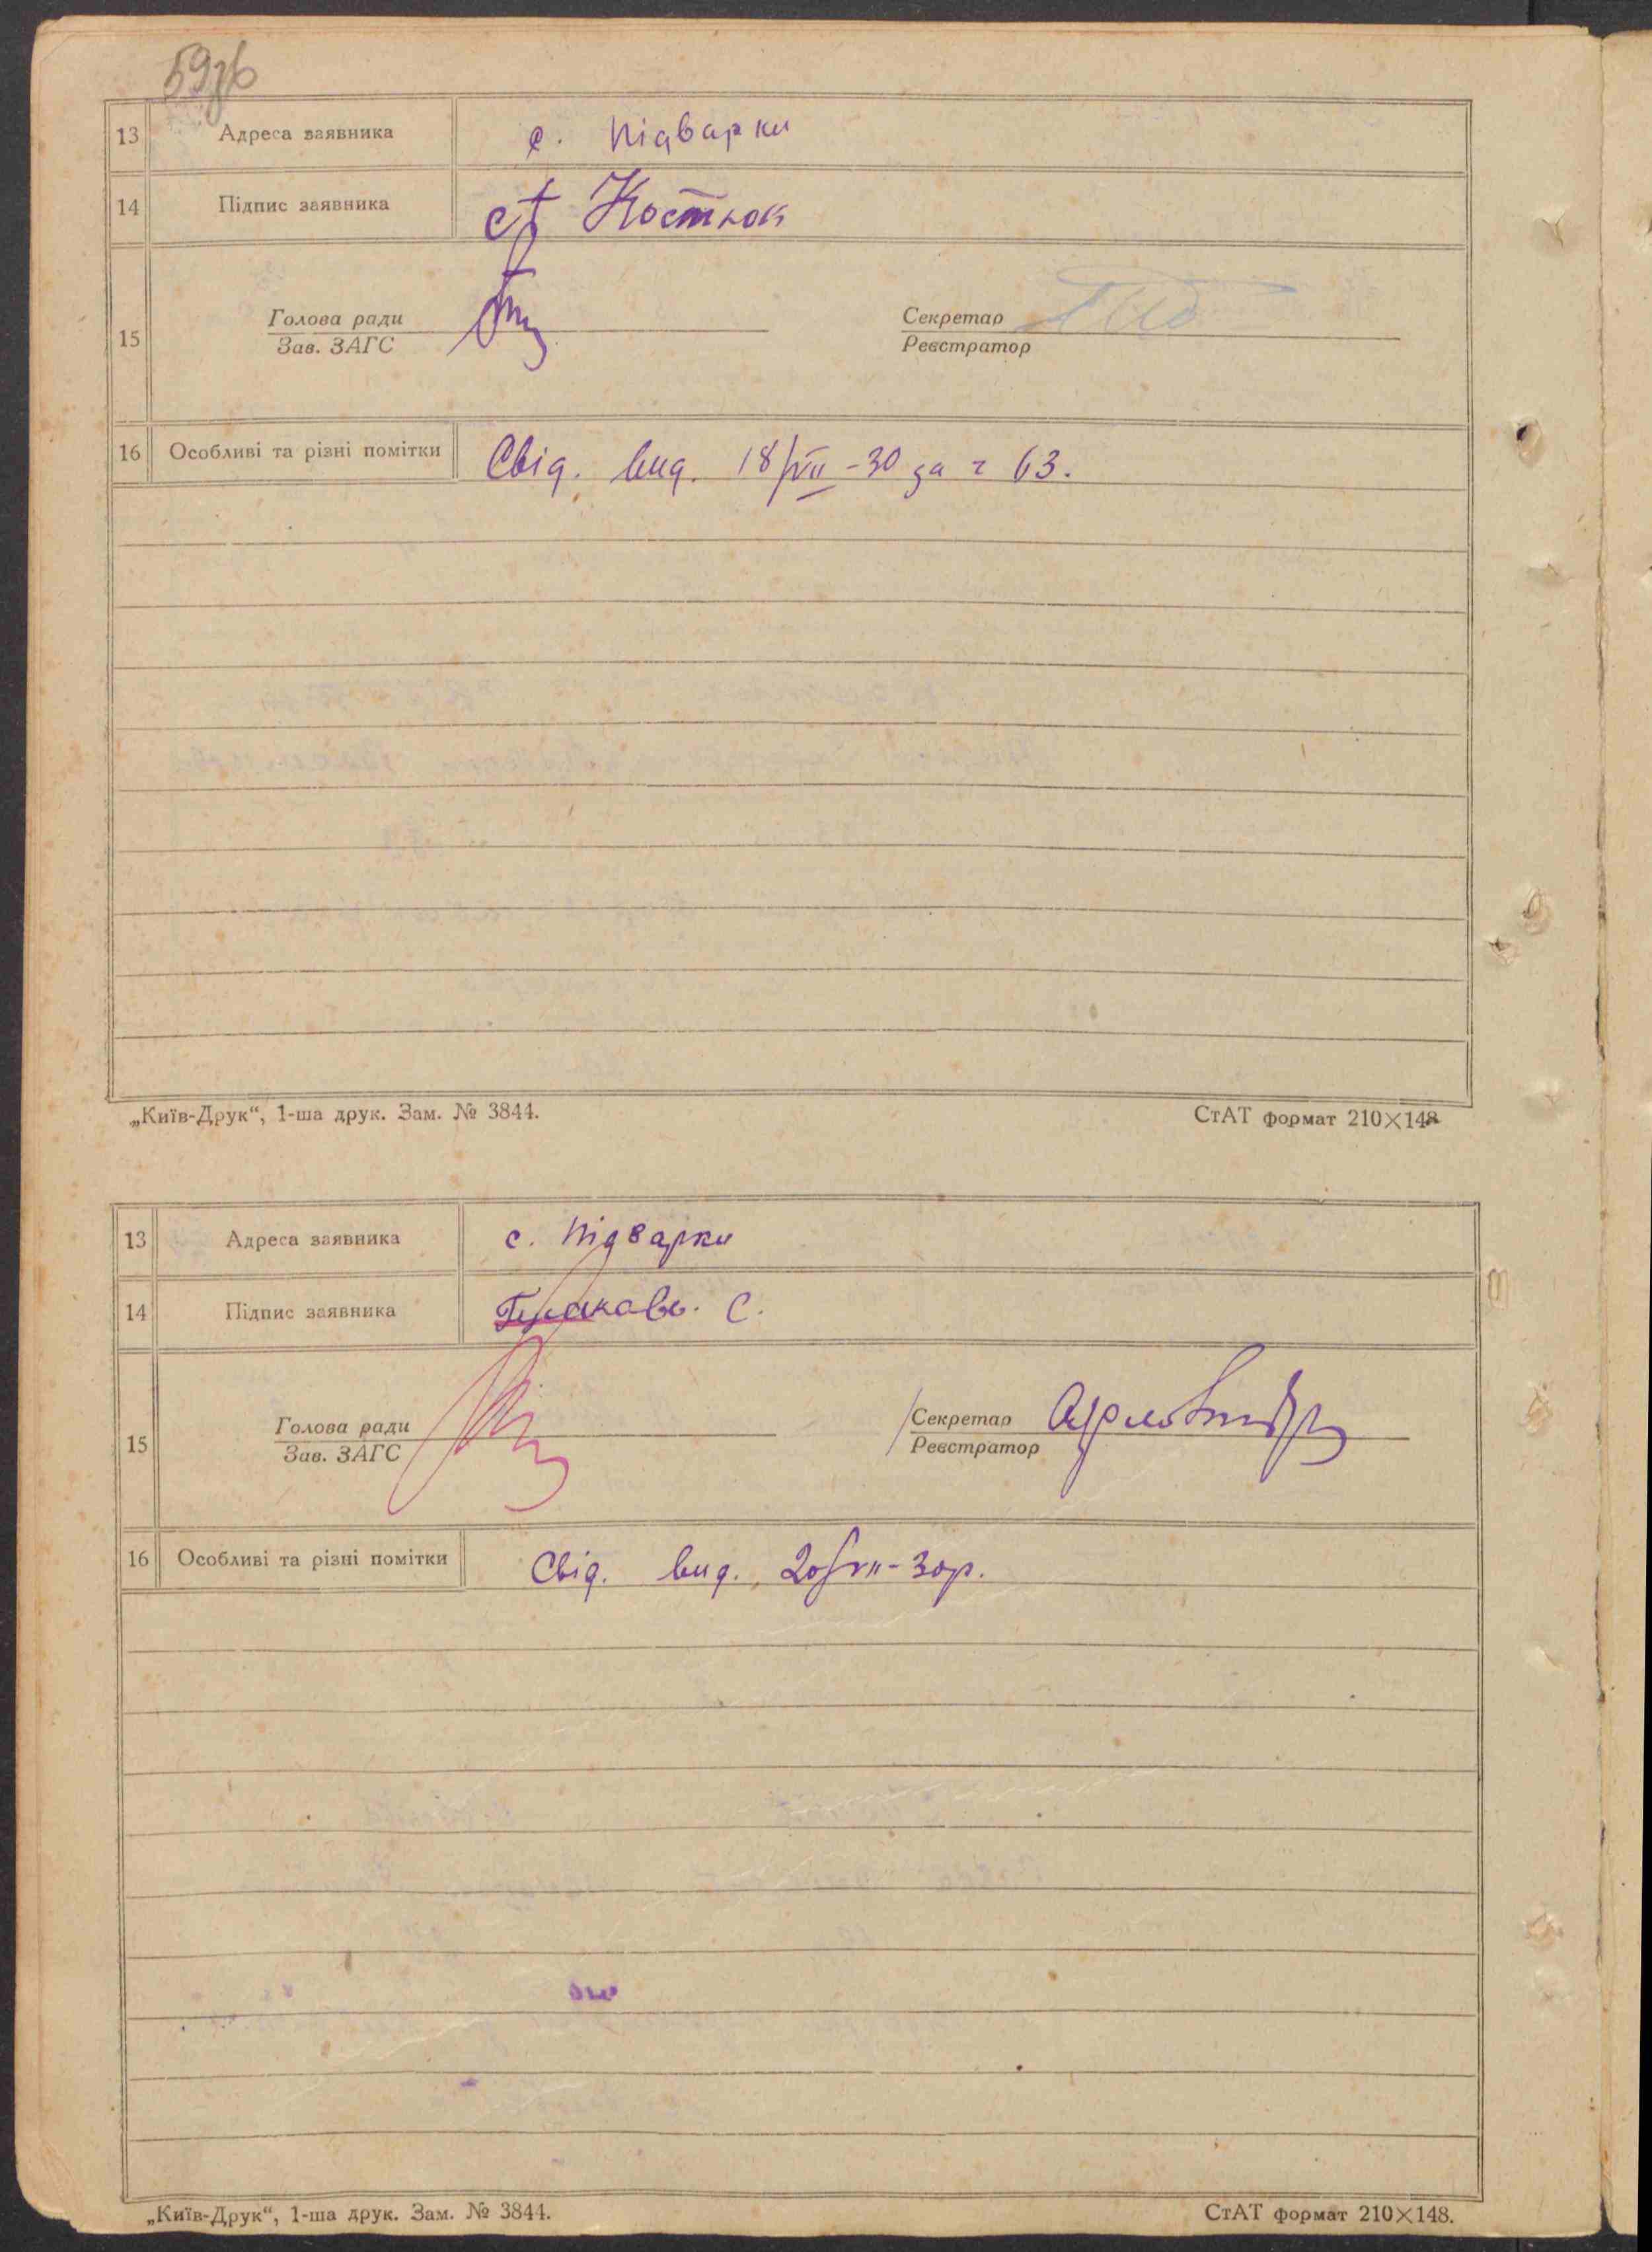 59зв
13 Адреса заявника с. Підварки
14 Підпис заявника Костюк
15 Голова ради Секретар
Зав. ЗАГС Реєстратор
16 Особливі та різні помітки Свід. вид. 18/VII-30 за ч 63.
„Київ-Друк“, 1-ша друк. Зам. № 3844. СтАТ формат 210×148
13 Адреса заявника с. Підварки
14 Підпис заявника С.
15 Голова ради Секретар
Зав. ЗАГС Реєстратор
16 Особливі та різні помітки Свід. вид. 20/VII-30р.
„Київ-Друк“, 1-ша друк. Зам. № 3844. СтАТ формат 210×148.